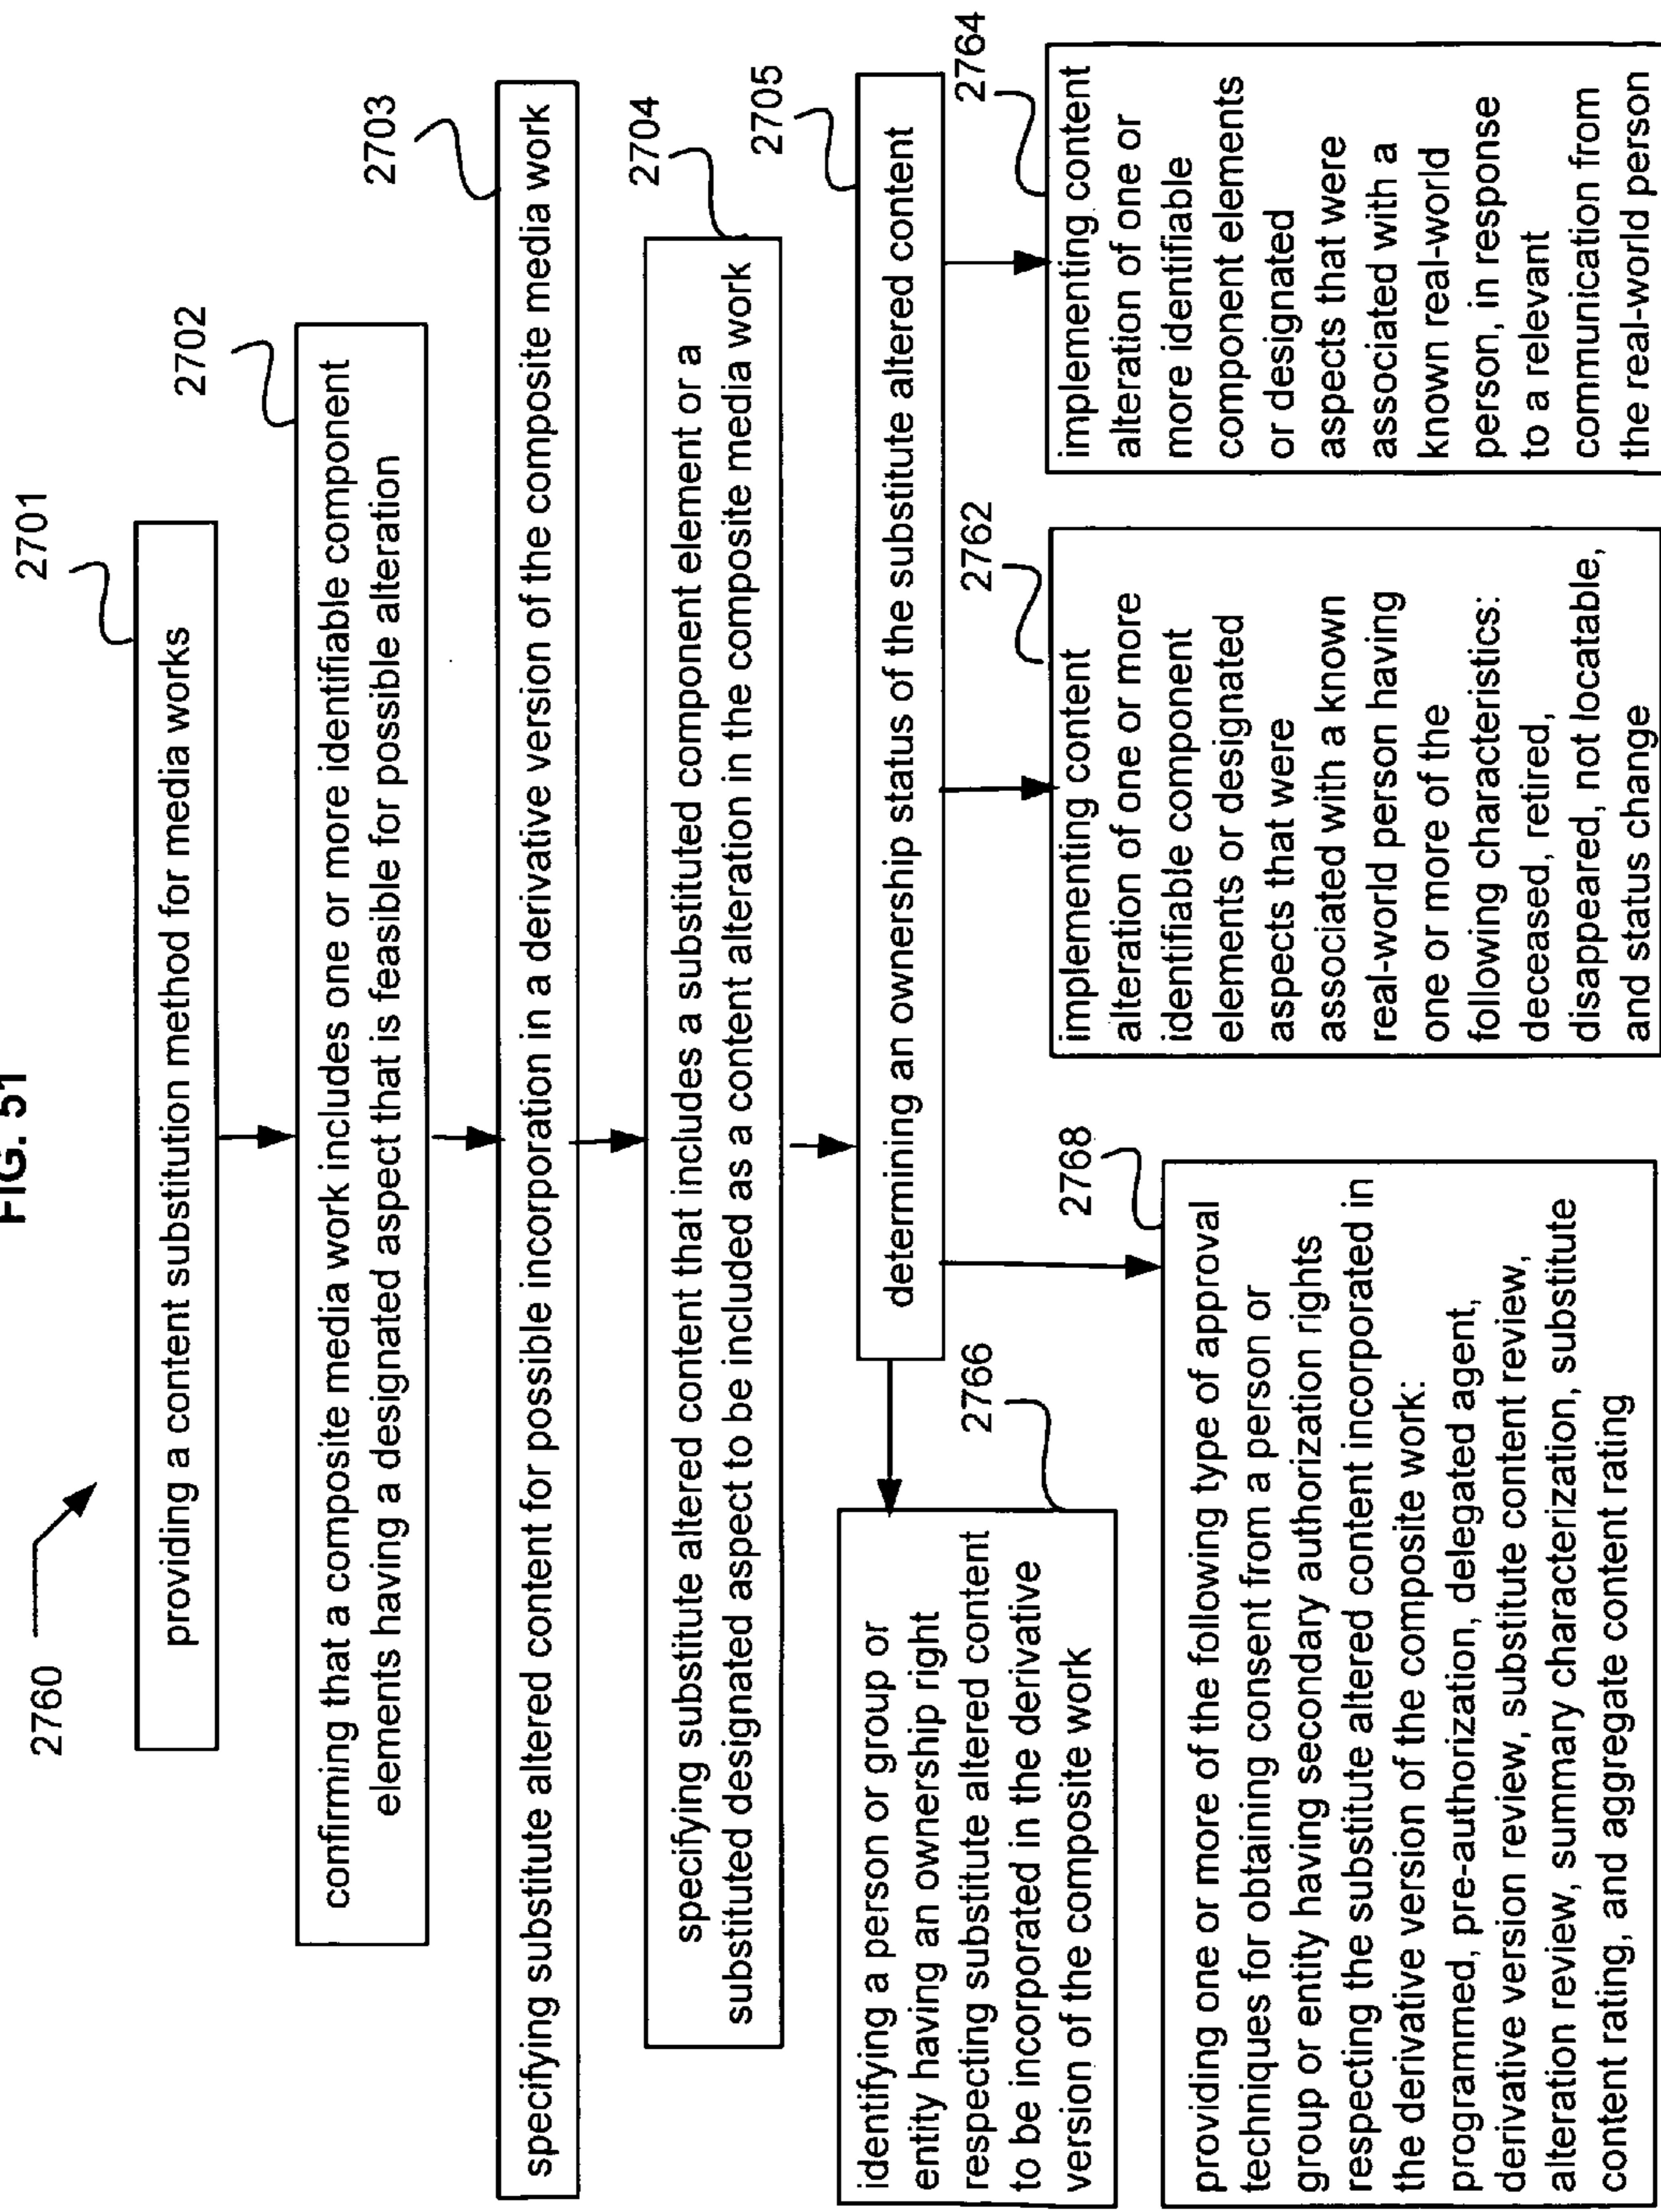 FIG. 51
2760
2701
providing a content substitution method for media works
2702
confirming that a composite media work includes one or more identifiable component
elements having a designated aspect that is feasible for possible alteration
2703
specifying substitute altered content for possible incorporation in a derivative version of the composite media work
2704
specifying substitute altered content that includes a substituted component element or a
substituted designated aspect to be included as a content alteration in the composite media work
2705
determining an ownership status of the substitute altered content
2766
identifying a person or group or
entity having an ownership right
respecting substitute altered content
to be incorporated in the derivative
version of the composite work
2768
providing one or more of the following type of approval
techniques for obtaining consent from a person or
group or entity having secondary authorization rights
respecting the substitute altered content incorporated in
the derivative version of the composite work:
programmed, pre-authorization, delegated agent,
derivative version review, substitute content review,
alteration review, summary characterization, substitute
content rating, and aggregate content rating
2762
implementing content
alteration of one or more
identifiable component
elements or designated
aspects that were
associated with a known
real-world person having
one or more of the
following characteristics:
deceased, retired,
disappeared, not locatable,
and status change
2764
implementing content
alteration of one or
more identifiable
component elements
or designated
aspects that were
associated with a
known real-world
person, in response
to a relevant
communication from
the real-world person